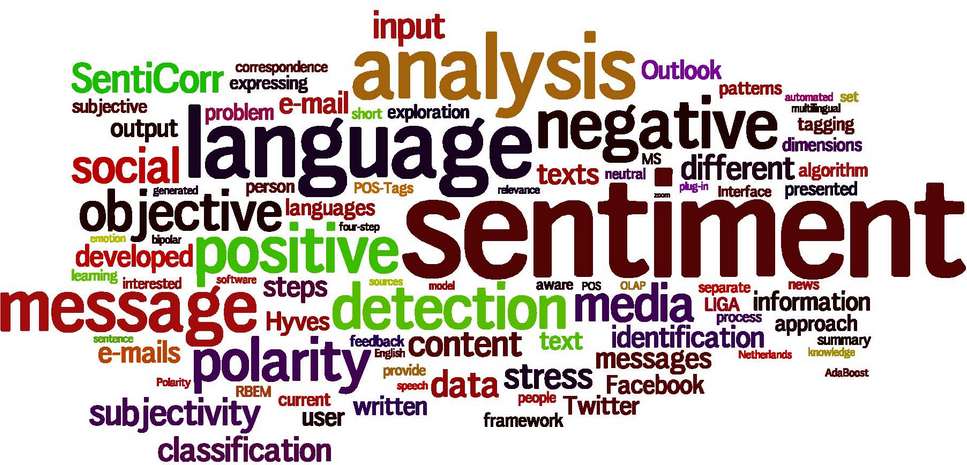 input
analysis
SentiCorr
correspondence
expressing
Outlook
patterns
subjective
problem
e-mail
short
exploration
automated
set
multilingual
output
language
negative
tagging
dimensions
social
texts
neutral
MS
different
algorithm
generated
person
POS-Tags
relevance
zoom
plug-in
Interface
presented
objective
languages
sentiment
four-step
emotion
bipolar
positive
developed
learning
interested
software
steps
sources
model
aware
POS
OLAP
separate
news
message
Hyves
detection
media
LIGA
information
process
approach
sentence
e-mails
feedback
English
content
text
identification
summary
polarity
provide
messages
Netherlands
knowledge
Polarity
RBEM
speech
data
stress
Facebook
AdaBoost
current
people
subjectivity
user
written
Twitter
framework
classification